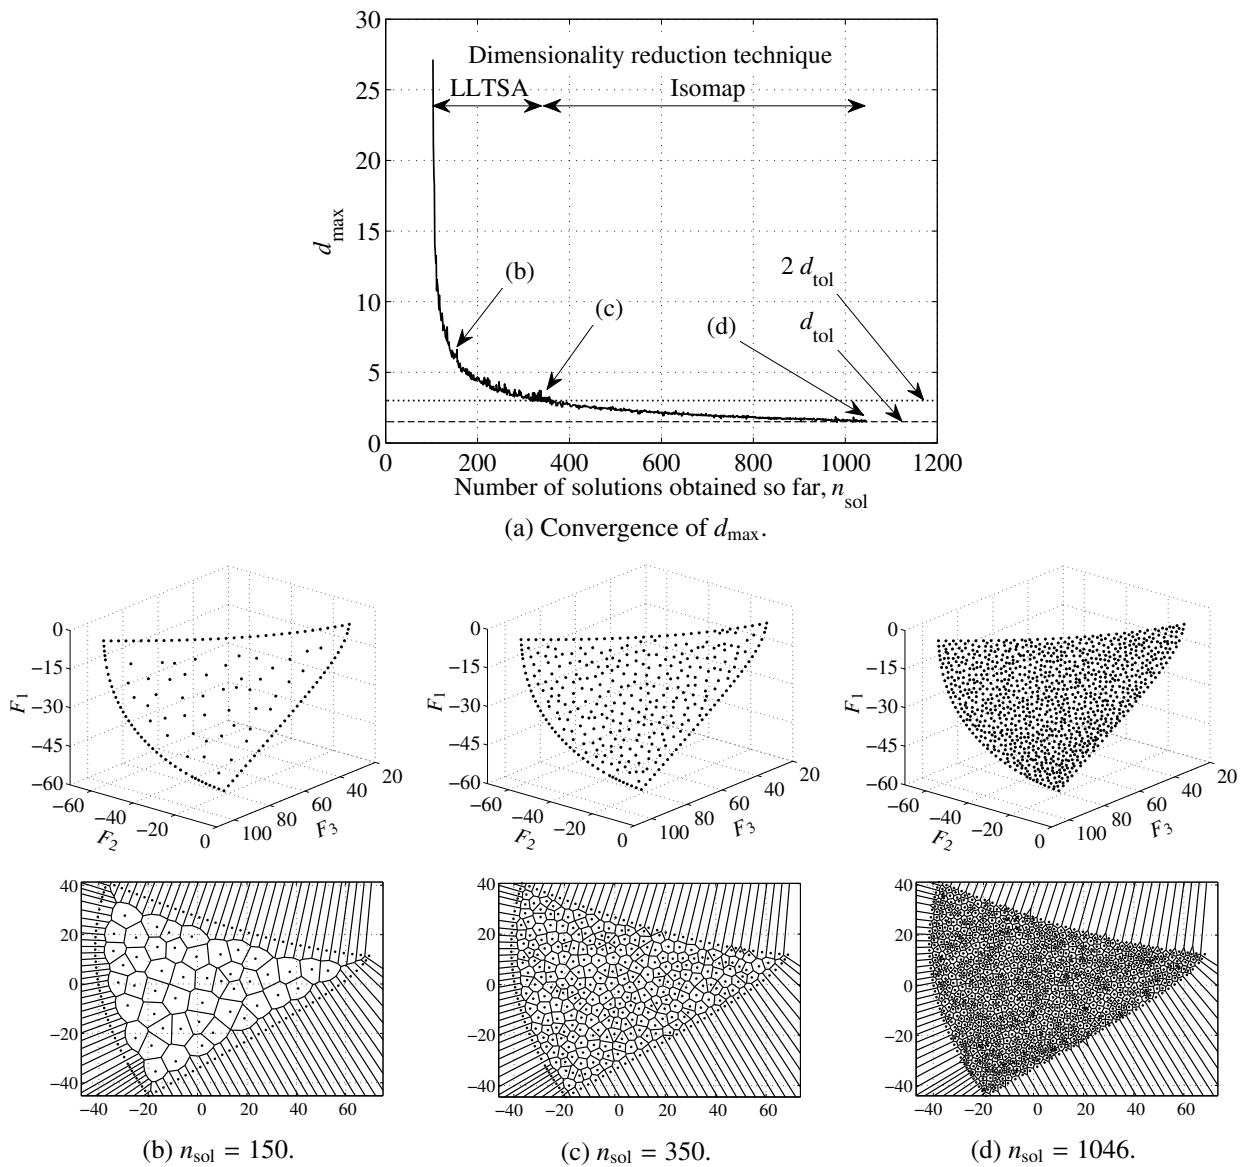 30
Dimensionality reduction technique
25
LLTSA
Isomap
20
15
d_max
(b)
2 d_tol
10
(c)
(d)
d_tol
5
0
0 200 400 600 800 1000 1200
Number of solutions obtained so far, n_sol
(a) Convergence of d_max.
0
−15
−30
−45
−60
F_1
−60 −40 −20 0
F_2
100 80 60 40 20
F_3
0
−15
−30
−45
−60
F_1
−60 −40 −20 0
F_2
100 80 60 40 20
F_3
0
−15
−30
−45
−60
F_1
−60 −40 −20 0
F_2
100 80 60 40 20
F_3
40
20
0
−20
−40
−40 −20 0 20 40 60
40
20
0
−20
−40
−40 −20 0 20 40 60
40
20
0
−20
−40
−40 −20 0 20 40 60
(b) n_sol = 150.
(c) n_sol = 350.
(d) n_sol = 1046.